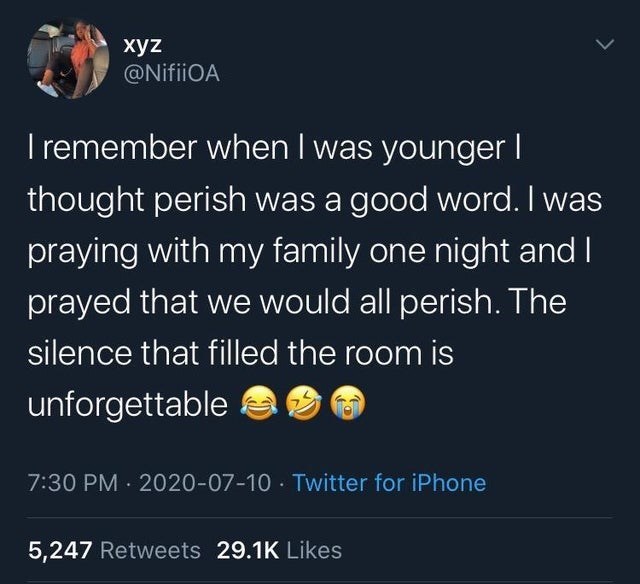 xyz
@NifiiOA
I remember when I was younger I
thought perish was a good word. I was
praying with my family one night and I
prayed that we would all perish. The
silence that filled the room is
unforgettable 😂🤣😭
7:30 PM · 2020-07-10 · Twitter for iPhone
5,247 Retweets 29.1K Likes